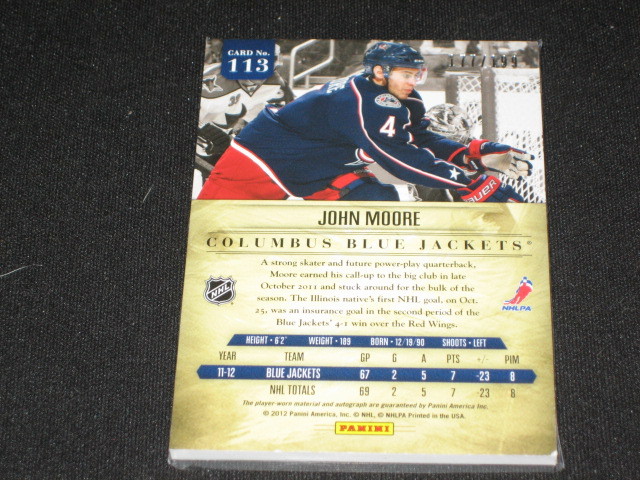 CARD No.
113
4
BAUER
JOHN MOORE
COLUMBUS BLUE JACKETS®
A strong skater and future power-play quarterback,
Moore earned his call-up to the big club in late
October 2011 and stuck around for the bulk of the
season. The Illinois native's first NHL goal, on Oct.
25, was an insurance goal in the second period of the
Blue Jackets' 4-1 win over the Red Wings.
NHL
NHLPA
HEIGHT • 6'2" WEIGHT • 189 BORN • 12/19/90 SHOOTS • LEFT
YEAR TEAM GP G A PTS +/- PIM
11-12 BLUE JACKETS 67 2 5 7 -23 8
NHL TOTALS 69 2 5 7 -23 8
The player-worn material and autograph are guaranteed by Panini America Inc.
© 2012 Panini America, Inc. © NHL, © NHLPA Printed in the USA.
PANINI